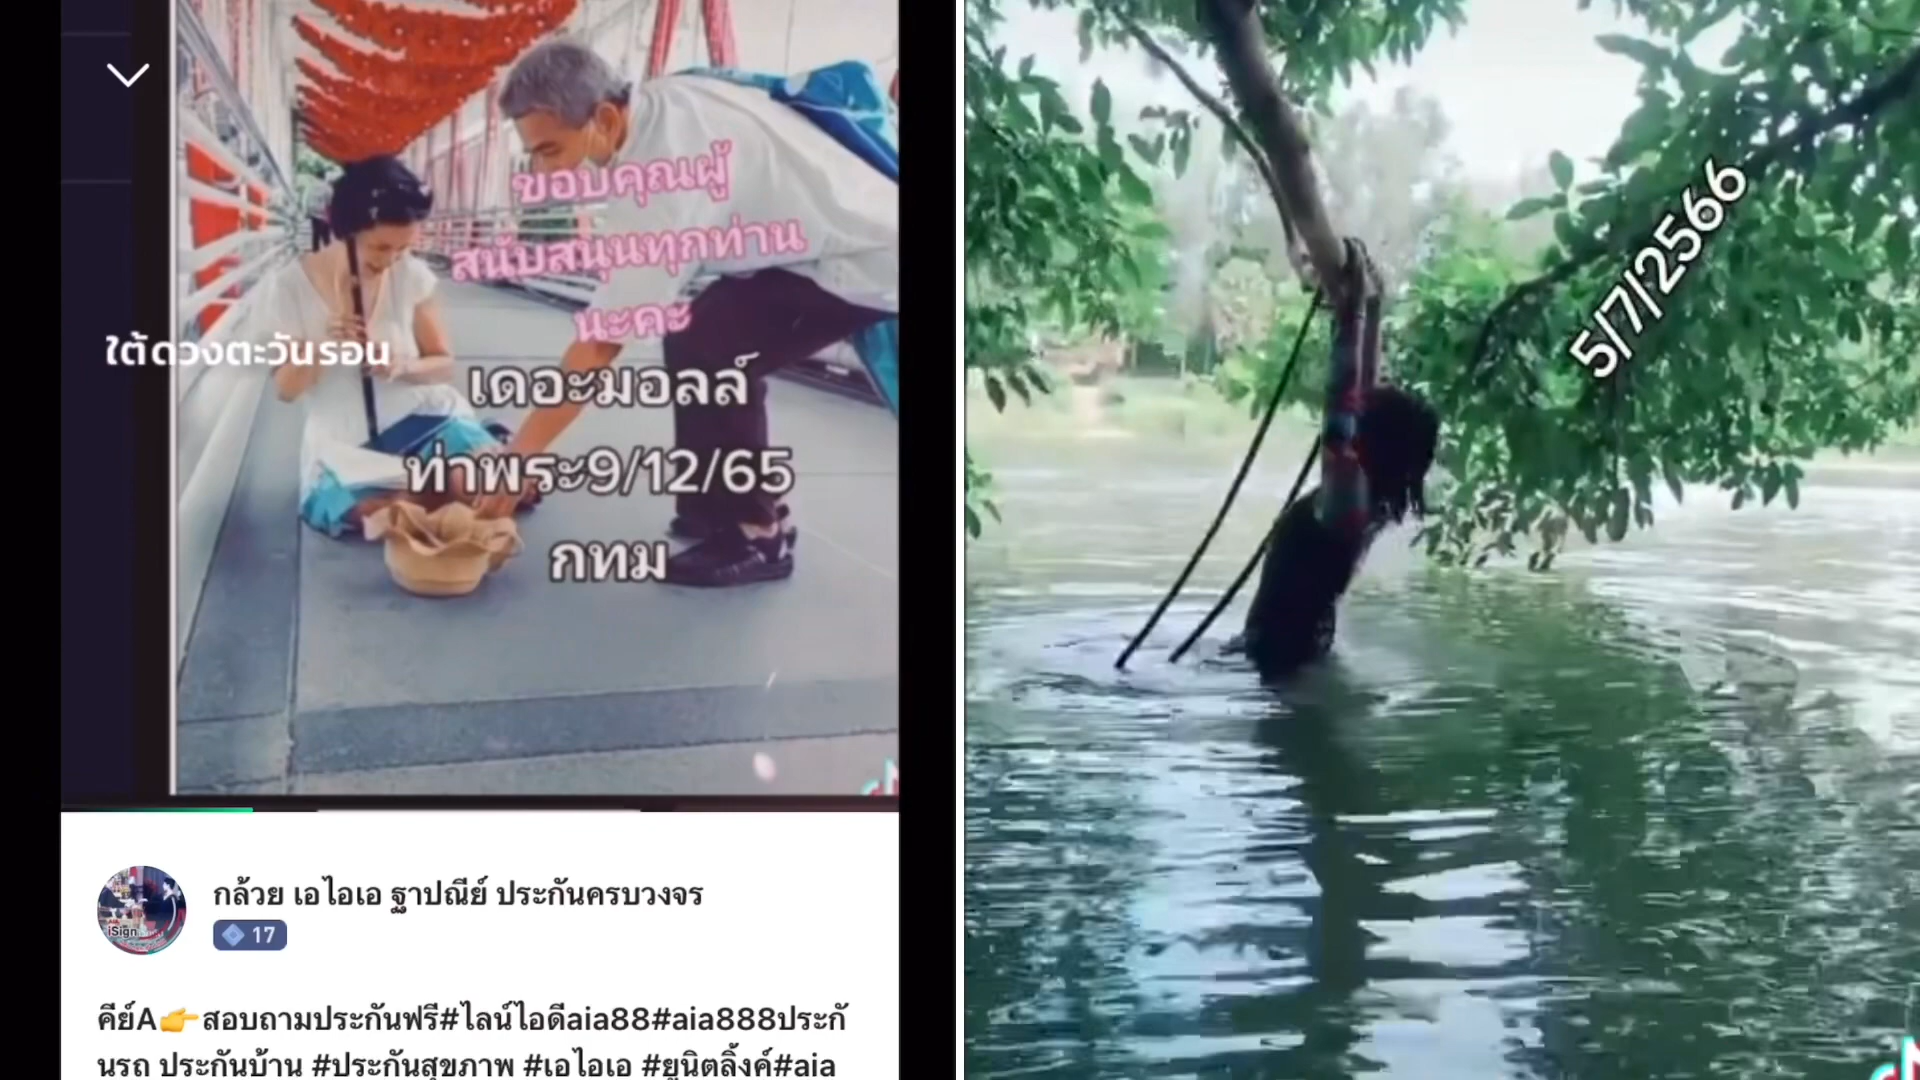 ขอบคุณผู้
สนับสนุนทุกท่าน
นะคะ
ใต้ดวงตะวันรอน
เดอะมอลล์
ท่าพระ9/12/65
กทม
กล้วย เอไอเอ ฐาปณีย์ ประกันครบวงจร
17
iSign
คีย์A👉สอบถามประกันฟรี#ไลน์ไอดีaia88#aia888ประกั
นรถ ประกันบ้าน #ประกันสุขภาพ #เอไอเอ #ยูนิตลิ้งค์#aia
5/7/2566